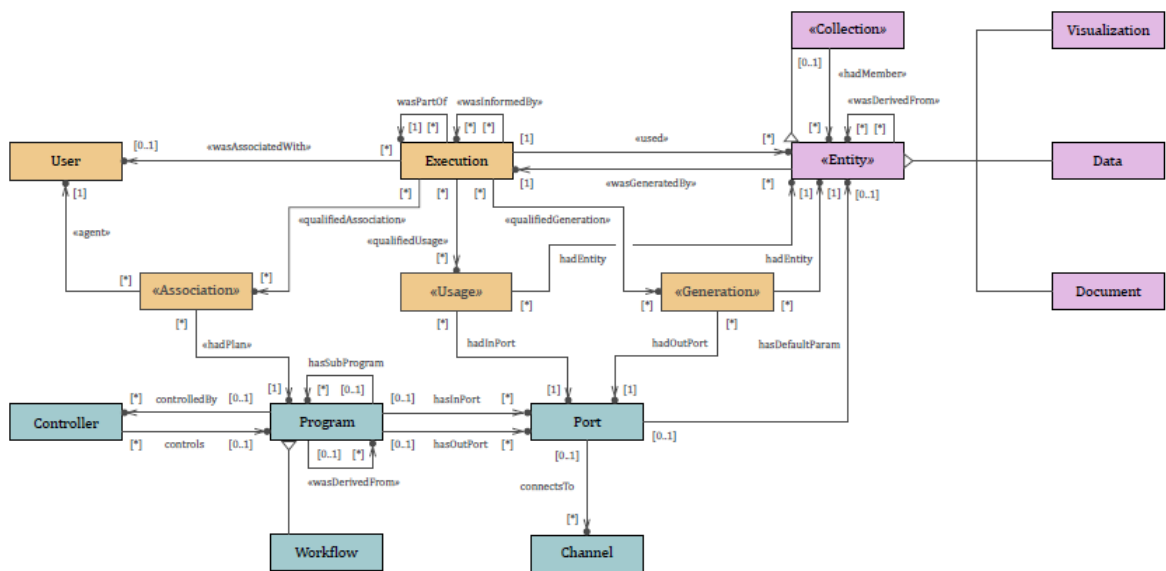 «Collection»
Visualization
[0..1]
«hadMember»
wasPartOf
«wasInformedBy»
«wasDerivedFrom»
[1]
[*]
[*]
[*]
[*]
[*]
[*]
[0..1]
«wasAssociatedWith»
[*]
[1]
«used»
[*]
User
Execution
«Entity»
Data
[1]
[*]
[*]
[*]
[1]
«wasGeneratedBy»
[*]
[1]
[1]
[0..1]
«qualifiedAssociation»
«qualifiedGeneration»
«agent»
«qualifiedUsage»
hadEntity
hadEntity
[*]
[*]
[*]
«Association»
«Usage»
«Generation»
Document
[*]
[*]
[*]
[*]
[*]
[*]
«hadPlan»
hadInPort
hadOutPort
hasDefaultParam
hasSubProgram
[1]
[*]
[0..1]
[1]
[1]
[*]
controlledBy
[0..1]
[0..1]
hasInPort
[*]
Controller
Program
Port
[0..1]
[*]
controls
[0..1]
[0..1]
[*]
[0..1]
hasOutPort
[*]
[0..1]
«wasDerivedFrom»
connectsTo
[*]
Workflow
Channel